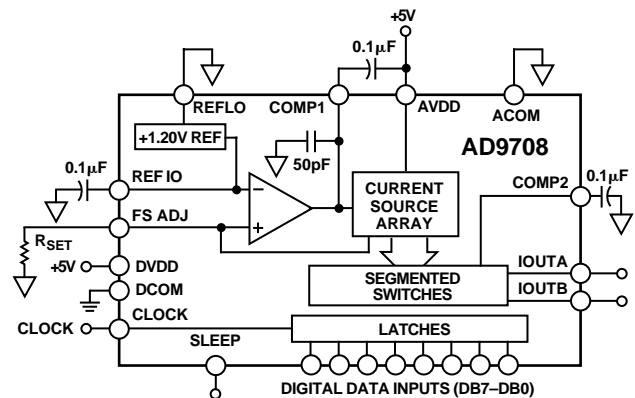 +5V
0.1µF
REFLO
COMP1
AVDD
ACOM
+1.20V REF
50pF
AD9708
0.1µF
REF IO
–
+
CURRENT
SOURCE
ARRAY
COMP2
0.1µF
FS ADJ
RSET
+5V
DVDD
DCOM
SEGMENTED
SWITCHES
IOUTA
IOUTB
CLOCK
CLOCK
LATCHES
SLEEP
DIGITAL DATA INPUTS (DB7–DB0)